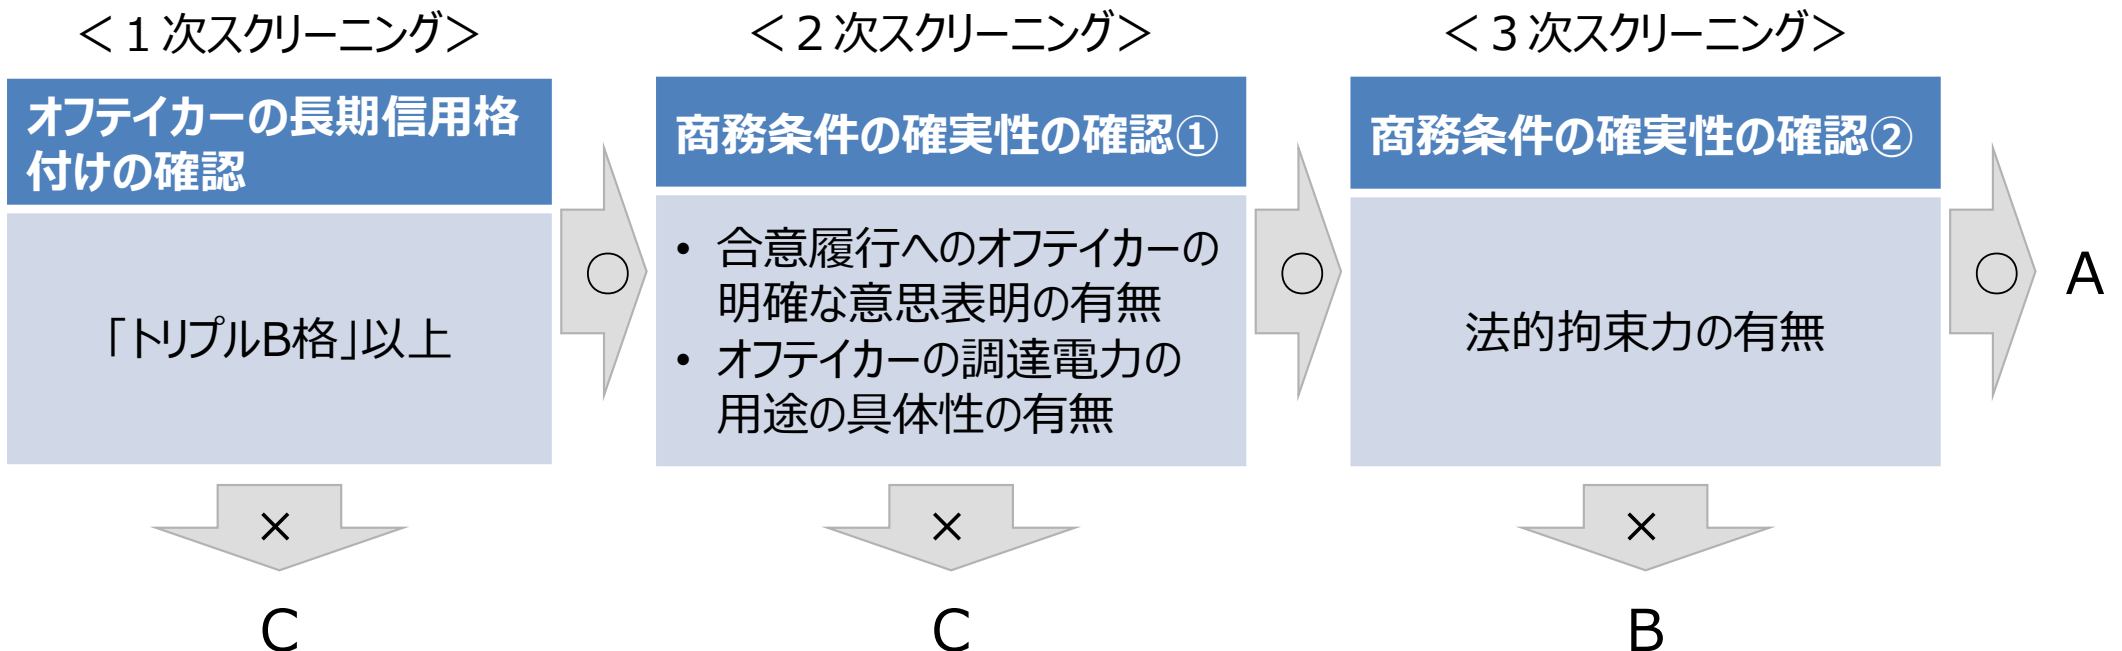 ＜１次スクリーニング＞
オフテイカーの長期信用格
付けの確認
「トリプルB格」以上
○
×
C
＜２次スクリーニング＞
商務条件の確実性の確認①
• 合意履行へのオフテイカーの
明確な意思表明の有無
• オフテイカーの調達電力の
用途の具体性の有無
○
×
C
＜３次スクリーニング＞
商務条件の確実性の確認②
法的拘束力の有無
○
A
×
B